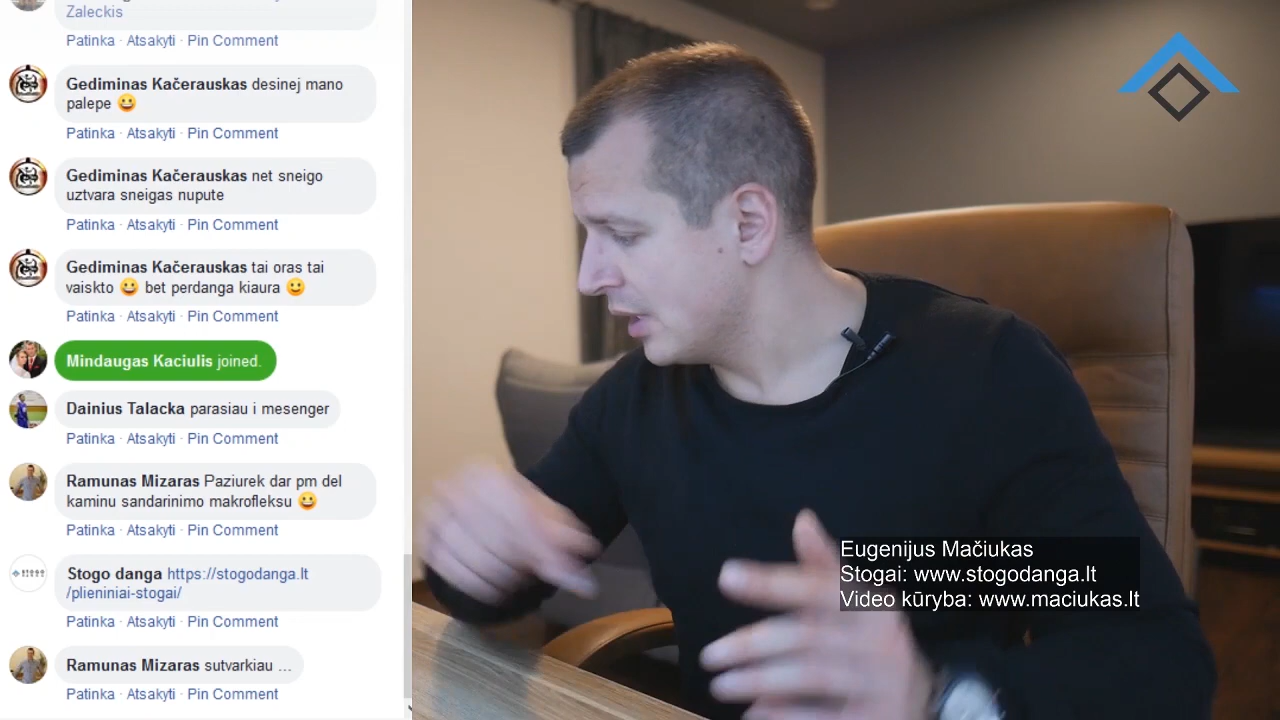 Zaleckis
Patinka · Atsakyti · Pin Comment
Gediminas Kačerauskas desinej mano
palepe 😀
Patinka · Atsakyti · Pin Comment
Gediminas Kačerauskas net sneigo
uztvara sneigas nupute
Patinka · Atsakyti · Pin Comment
Gediminas Kačerauskas tai oras tai
vaiksto 😀 bet perdanga kiaura 🙂
Patinka · Atsakyti · Pin Comment
Mindaugas Kaciulis joined.
Dainius Talacka parasiau i mesenger
Patinka · Atsakyti · Pin Comment
Ramunas Mizaras Paziurek dar pm del
kaminu sandarinimo makrofleksu 😀
Patinka · Atsakyti · Pin Comment
Stogo danga https://stogodanga.lt
/plieniniai-stogai/
Patinka · Atsakyti · Pin Comment
Ramunas Mizaras sutvarkiau ...
Patinka · Atsakyti · Pin Comment
Eugenijus Mačiukas
Stogai: www.stogodanga.lt
Video kūryba: www.maciukas.lt